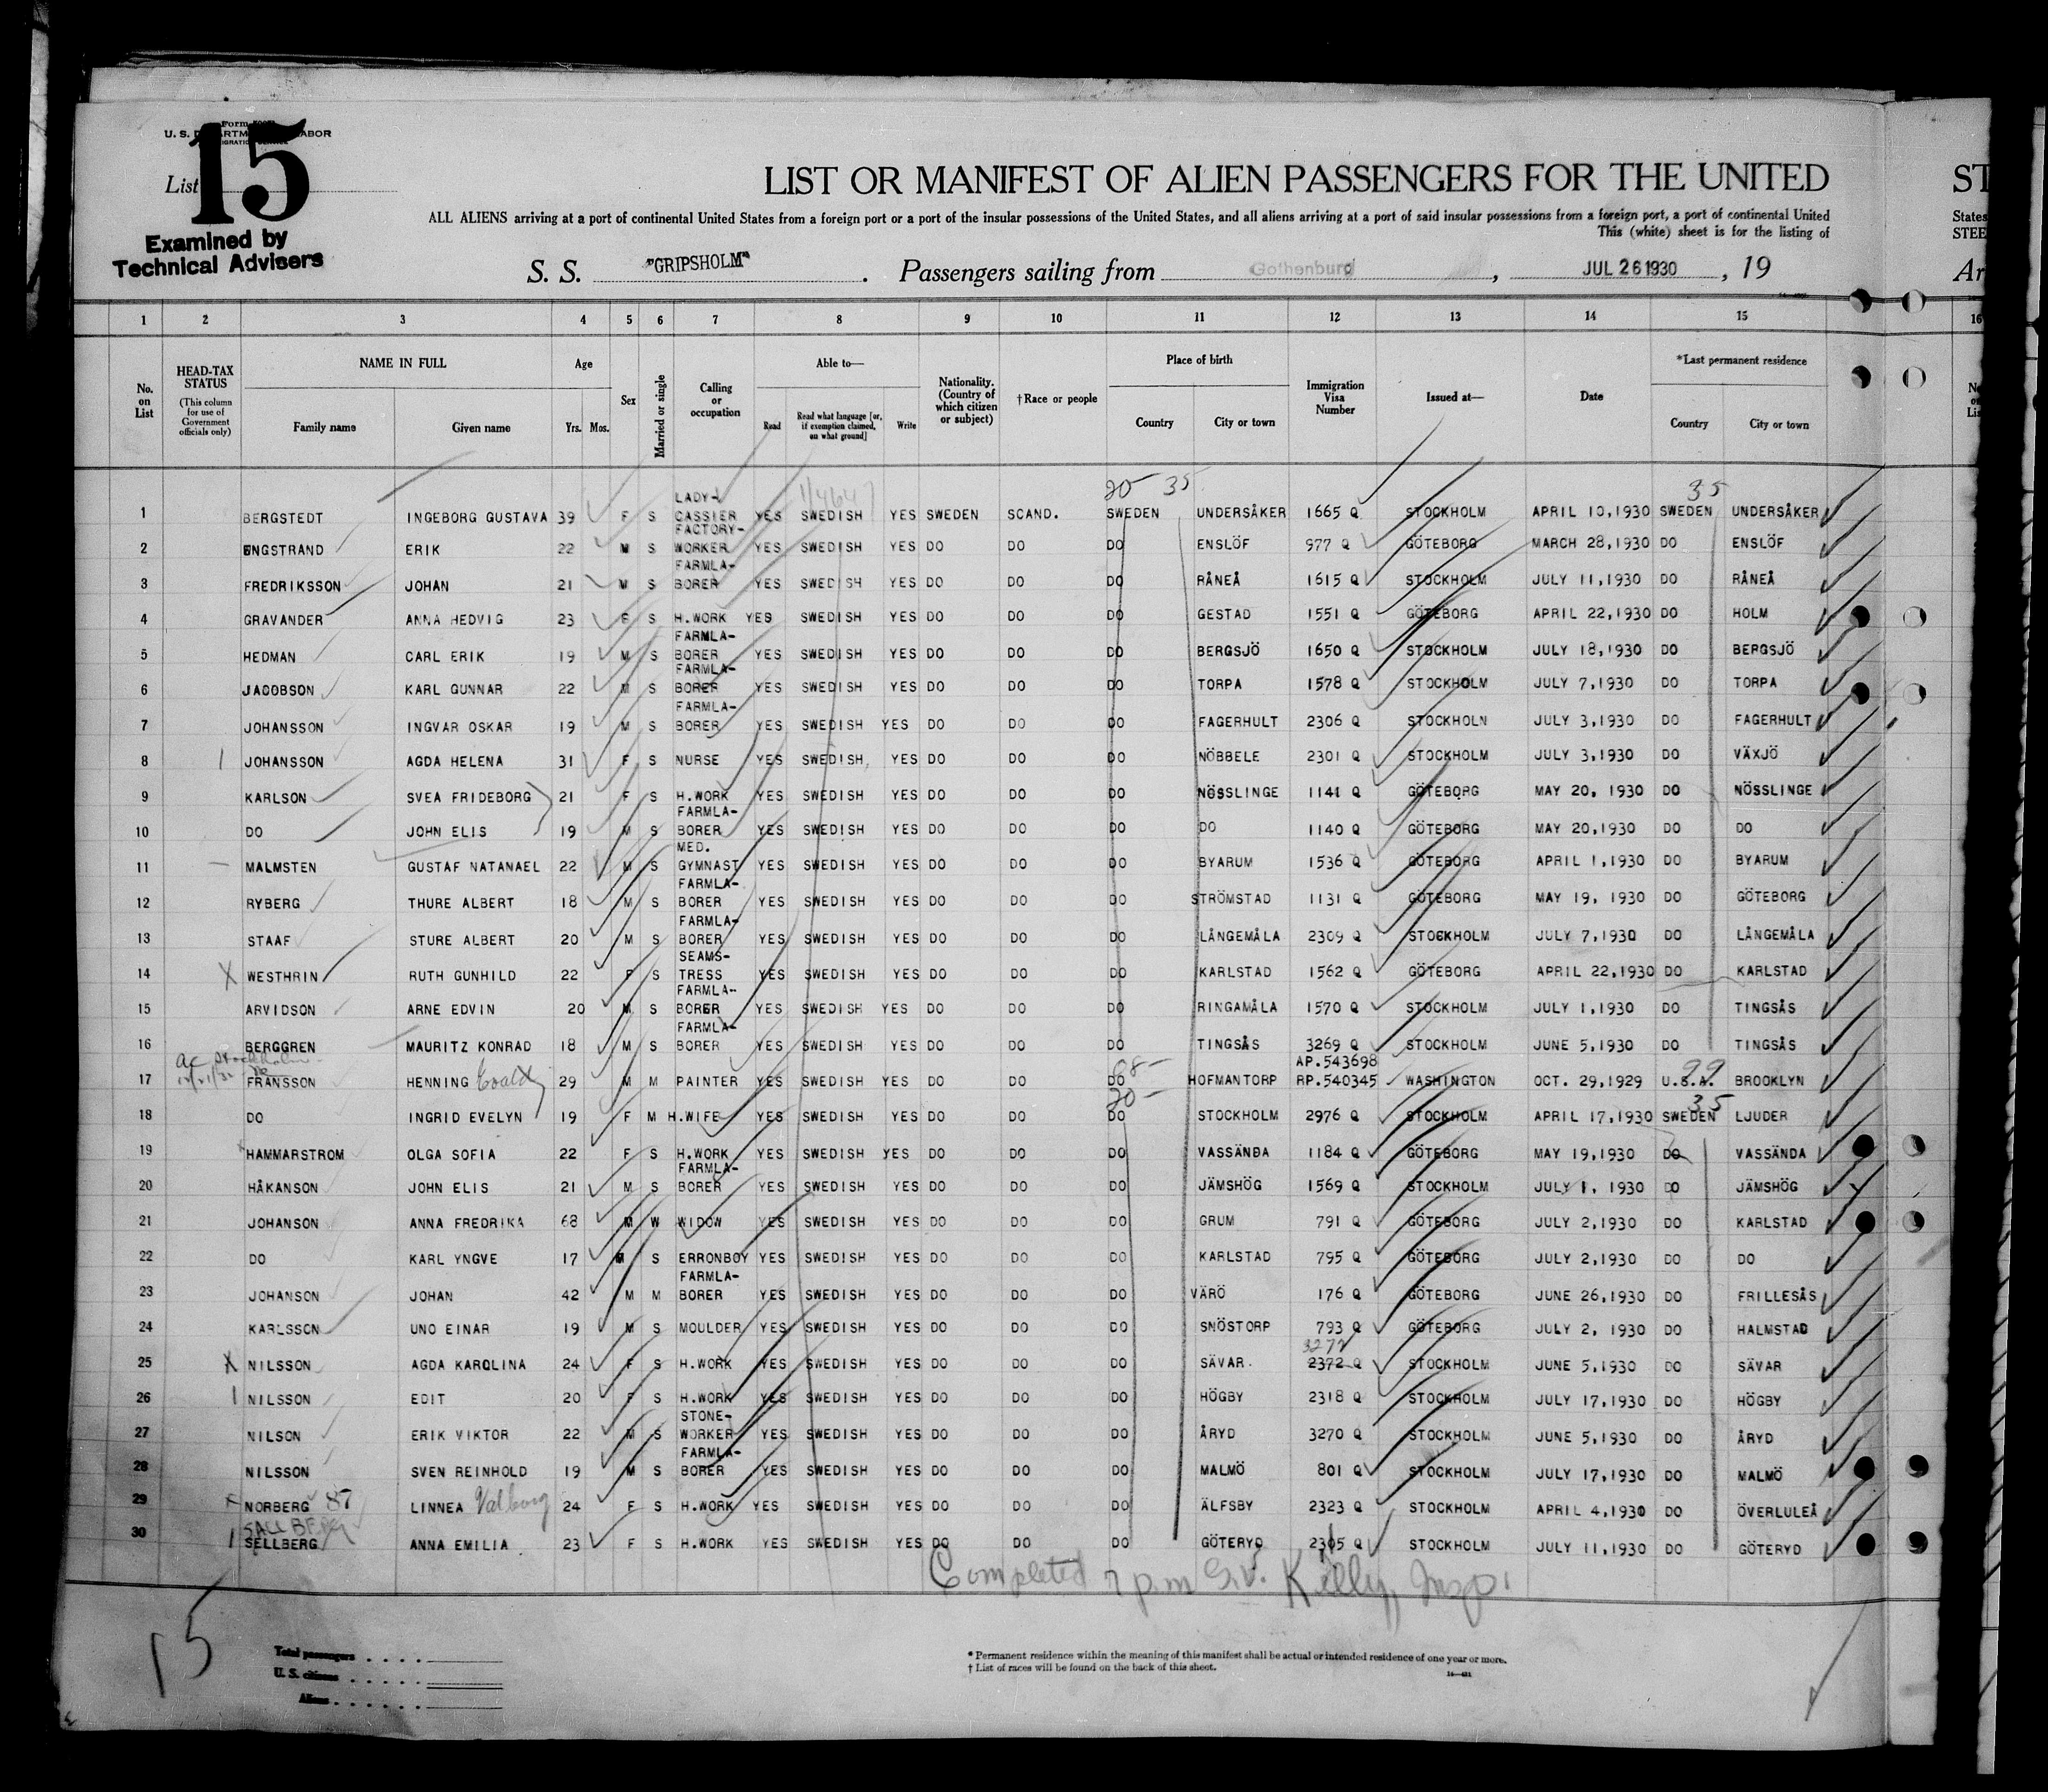 Form
U. S. DEPARTMENT OF LABOR
List 15
Examined by
Technical Advisers
LIST OR MANIFEST OF ALIEN PASSENGERS FOR THE UNITED
ST
ALL ALIENS arriving at a port of continental United States from a foreign port or a port of the insular possessions of the United States, and all aliens arriving at a port of said insular possessions from a foreign port, a port of continental United
States
This (white) sheet is for the listing of
STEE
S. S. "GRIPSHOLM". Passengers sailing from Gothenburg, JUL 26 1930, 19
Ar
1 2 3 4 5 6 7 8 9 10 11 12 13 14 15 16
No. on List
HEAD-TAX STATUS (This column for use of Government officials only)
NAME IN FULL Family name Given name
Age Yrs. Mos.
Sex
Married or single
Calling or occupation
Able to— Read Read what language [or, if exemption claimed, on what ground] Write
Nationality. (Country of which citizen or subject)
†Race or people
Place of birth Country City or town
Immigration Visa Number
Issued at—
Date
*Last permanent residence Country City or town
20 35 35
1 BERGSTEDT INGEBORG GUSTAVA 39 F S LADY-CASSIER YES SWEDISH YES SWEDEN SCAND. SWEDEN UNDERSÅKER 1665 Q STOCKHOLM APRIL 10,1930 SWEDEN UNDERSÅKER
2 ENGSTRAND ERIK 22 M S FACTORY-WORKER YES SWEDISH YES DO DO DO ENSLÖF 977 Q GÖTEBORG MARCH 28,1930 DO ENSLÖF
3 FREDRIKSSON JOHAN 21 M S FARMLA-BORER YES SWEDISH YES DO DO DO RÅNEÅ 1615 Q STOCKHOLM JULY 11,1930 DO RÅNEÅ
4 GRAVANDER ANNA HEDVIG 23 F S H.WORK YES SWEDISH YES DO DO DO GESTAD 1551 Q GÖTEBORG APRIL 22,1930 DO HOLM
5 HEDMAN CARL ERIK 19 M S FARMLA-BORER YES SWEDISH YES DO DO DO BERGSJÖ 1650 Q STOCKHOLM JULY 18,1930 DO BERGSJÖ
6 JACOBSON KARL GUNNAR 22 M S FARMLA-BORER YES SWEDISH YES DO DO DO TORPA 1578 Q STOCKHOLM JULY 7,1930 DO TORPA
7 JOHANSSON INGVAR OSKAR 19 M S FARMLA-BORER YES SWEDISH YES DO DO DO FAGERHULT 2306 Q STOCKHOLN JULY 3,1930 DO FAGERHULT
8 JOHANSSON AGDA HELENA 31 F S NURSE YES SWEDISH, YES DO DO DO NÖBBELE 2301 Q STOCKHOLM JULY 3,1930 DO VÄXJÖ
9 KARLSON SVEA FRIDEBORG 21 F S H.WORK YES SWEDISH YES DO DO DO NÖSSLINGE 1141 Q GÖTEBORG MAY 20, 1930 DO NÖSSLINGE
10 DO JOHN ELIS 19 M S FARMLA-BORER YES SWEDISH YES DO DO DO DO 1140 Q GÖTEBORG MAY 20,1930 DO DO
11 MALMSTEN GUSTAF NATANAEL 22 M S MED. GYMNAST YES SWEDISH YES DO DO DO BYARUM 1536 Q GÖTEBORG APRIL 1,1930 DO BYARUM
12 RYBERG THURE ALBERT 18 M S FARMLA-BORER YES SWEDISH YES DO DO DO STRÖMSTAD 1131 Q GÖTEBORG MAY 19, 1930 DO GÖTEBORG
13 STAAF STURE ALBERT 20 M S FARMLA-BORER YES SWEDISH YES DO DO DO LÅNGEMÅLA 2309 Q STOCKHOLM JULY 7,1930 DO LÅNGEMÅLA
14 X WESTHRIN RUTH GUNHILD 22 F S SEAMS-TRESS YES SWEDISH YES DO DO DO KARLSTAD 1562 Q GÖTEBORG APRIL 22,1930 DO KARLSTAD
15 ARVIDSON ARNE EDVIN 20 M S FARMLA-BORER YES SWEDISH YES DO DO DO RINGAMÅLA 1570 Q STOCKHOLM JULY 1,1930 DO TINGSÅS
16 BERGGREN MAURITZ KONRAD 18 M S FARMLA-BORER YES SWEDISH YES DO DO DO TINGSÅS 3269 Q STOCKHOLM JUNE 5,1930 DO TINGSÅS
17 FRANSSON HENNING Evald 29 M M PAINTER YES SWEDISH YES DO DO DO HOFMANTORP AP.543698 RP.540345 WASHINGTON OCT. 29,1929 U.S.A. 99 BROOKLYN
18 DO INGRID EVELYN 19 F M H.WIFE YES SWEDISH YES DO DO 20- DO STOCKHOLM 2976 Q STOCKHOLM APRIL 17,1930 SWEDEN 35 LJUDER
19 HAMMARSTROM OLGA SOFIA 22 F S H.WORK YES SWEDISH YES DO DO DO VASSÄNDA 1184 Q GÖTEBORG MAY 19,1930 DO VASSÄNDA
20 HÅKANSON JOHN ELIS 21 M S FARMLA-BORER YES SWEDISH YES DO DO DO JÄMSHÖG 1569 Q STOCKHOLM JULY 1, 1930 DO JÄMSHÖG
21 JOHANSON ANNA FREDRIKA 68 M W WIDOW YES SWEDISH YES DO DO DO GRUM 791 Q GÖTEBORG JULY 2,1930 DO KARLSTAD
22 DO KARL YNGVE 17 M S ERRONBOY YES SWEDISH YES DO DO DO KARLSTAD 795 Q GÖTEBORG JULY 2,1930 DO DO
23 JOHANSON JOHAN 42 M M FARMLA-BORER YES SWEDISH YES DO DO DO VÄRÖ 176 Q GÖTEBORG JUNE 26,1930 DO FRILLESÅS
24 KARLSSON UNO EINAR 19 M S MOULDER YES SWEDISH YES DO DO DO SNÖSTORP 793 Q GÖTEBORG JULY 2, 1930 DO HALMSTAD
25 X NILSSON AGDA KAROLINA 24 F S H.WORK YES SWEDISH YES DO DO DO SÄVAR. 3272 2372 Q STOCKHOLM JUNE 5,1930 DO SÄVAR
26 NILSSON EDIT 20 F S H.WORK YES SWEDISH YES DO DO DO HÖGBY 2318 Q STOCKHOLM JULY 17,1930 DO HÖGBY
27 NILSON ERIK VIKTOR 22 M S STONE-WORKER YES SWEDISH YES DO DO DO ÅRYD 3270 Q STOCKHOLM JUNE 5,1930 DO ÅRYD
28 NILSSON SVEN REINHOLD 19 M S FARMLA-BORER YES SWEDISH YES DO DO DO MALMÖ 801 Q STOCKHOLM JULY 17,1930 DO MALMÖ
29 NORBERG 87 LINNEA Valborg 24 F S H.WORK YES SWEDISH YES DO DO DO ÄLFSBY 2323 Q STOCKHOLM APRIL 4,1930 DO ÖVERLULEÅ
30 SALLBERG SELLBERG ANNA EMILIA 23 F S H.WORK YES SWEDISH YES DO DO DO GÖTERYD 2305 Q STOCKHOLM JULY 11,1930 DO GÖTERYD
Completed 7 p.m. Kelly, Insp.
15
Total passengers
U. S. citizens
Aliens
* Permanent residence within the meaning of this manifest shall be actual or intended residence of one year or more.
† List of races will be found on the back of this sheet.